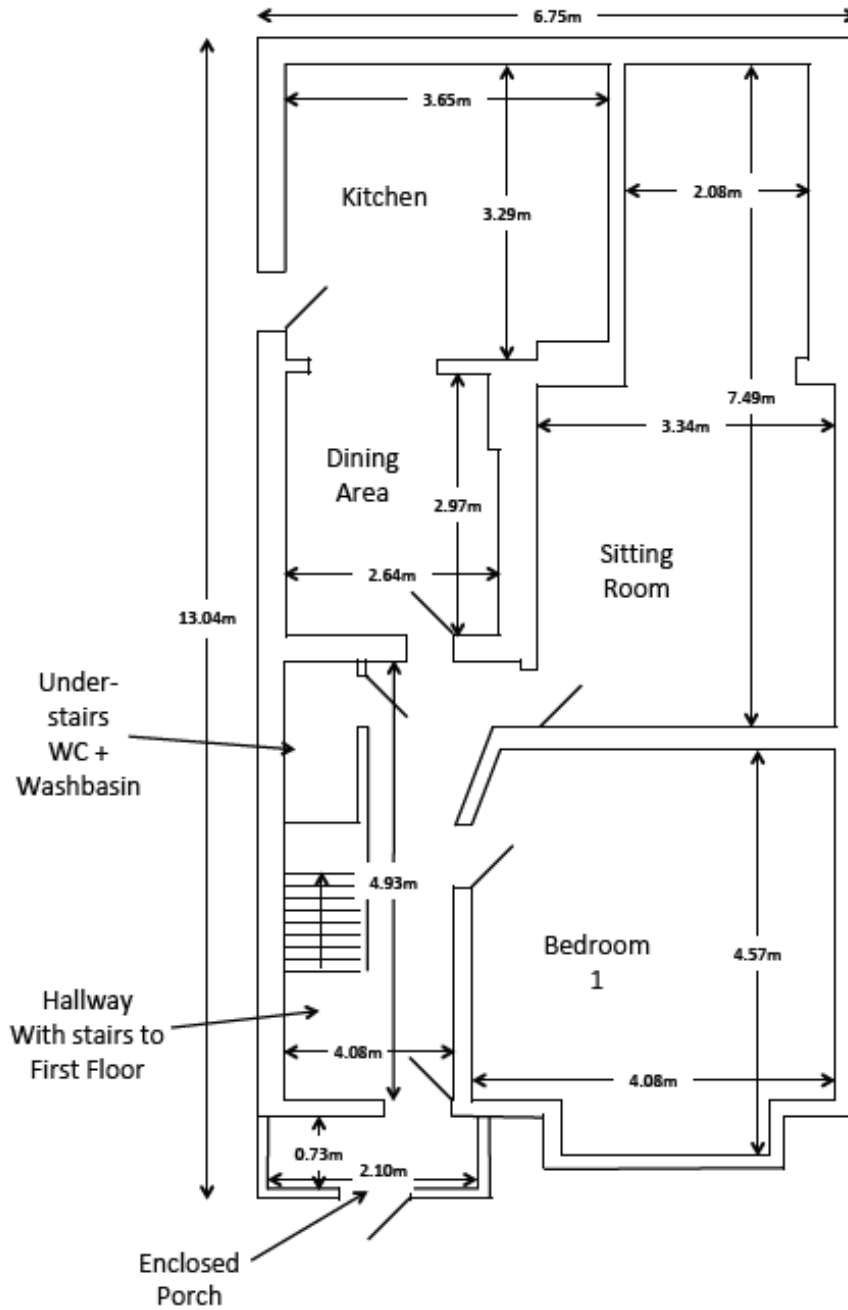 6.75m
3.65m
Kitchen
2.08m
3.29m
7.49m
3.34m
Dining
Area
2.97m
Sitting
Room
2.64m
13.04m
Under-
stairs
WC +
Washbasin
4.93m
Bedroom
1
4.57m
Hallway
With stairs to
First Floor
4.08m
4.08m
0.73m
2.10m
Enclosed
Porch